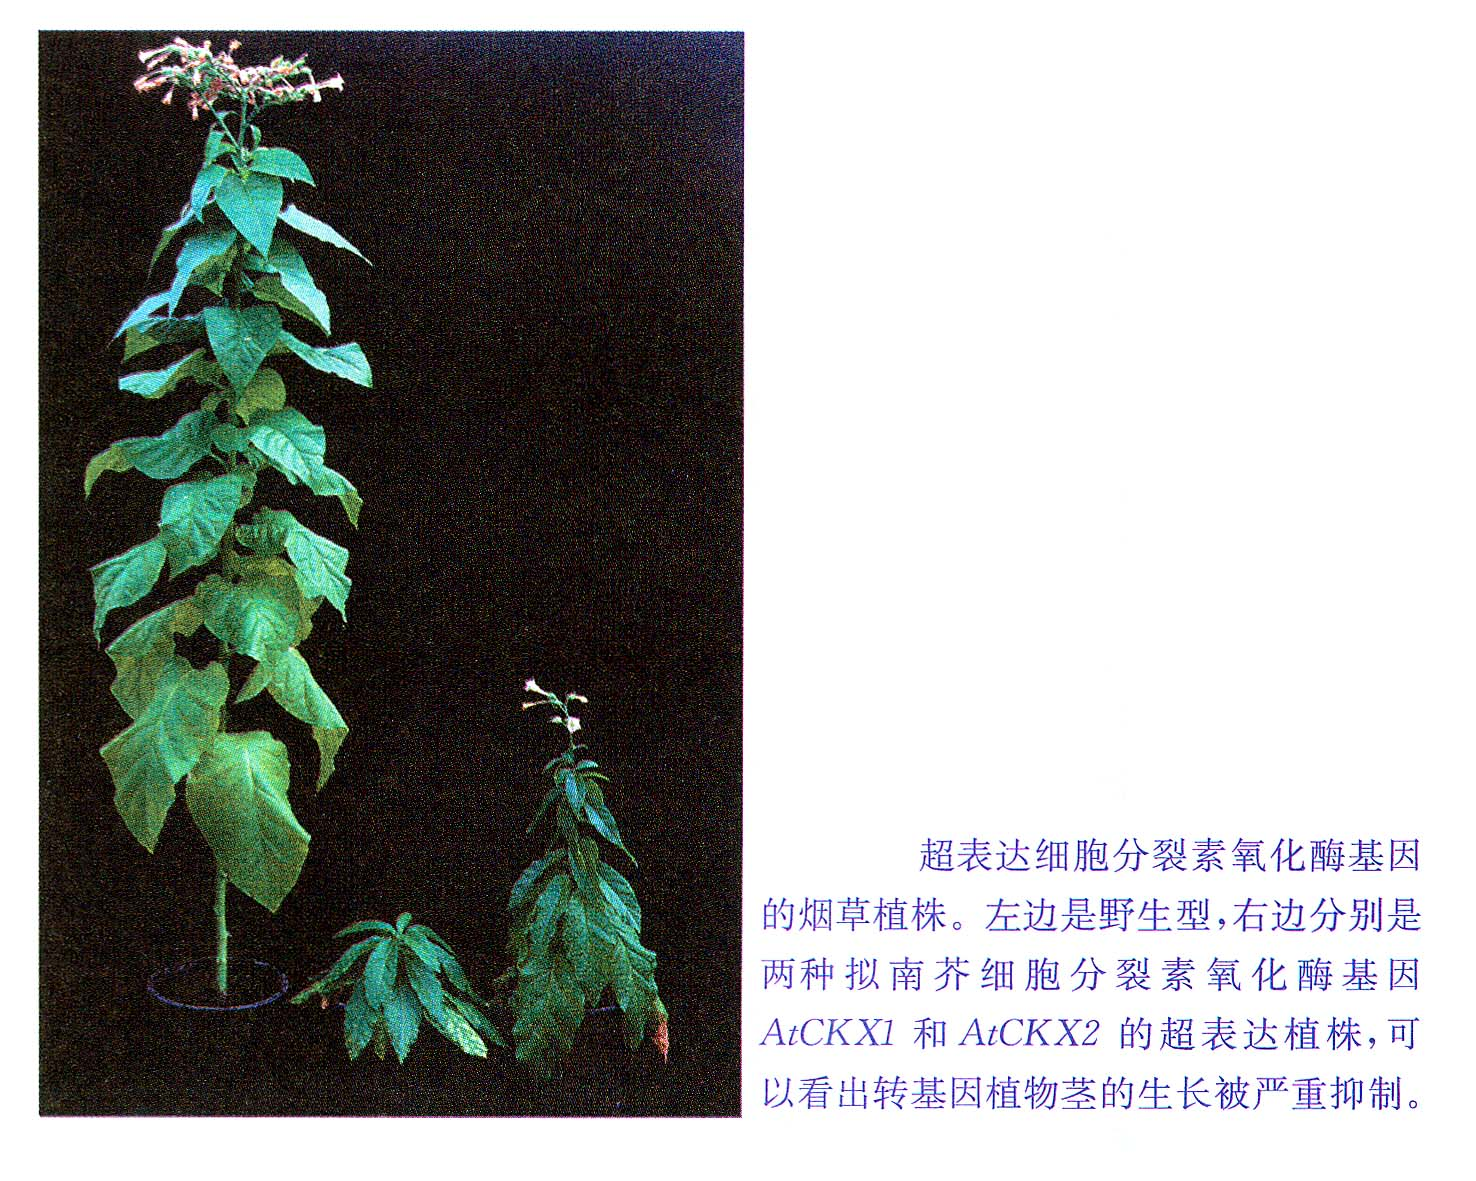 超表达细胞分裂素氧化酶基因
的烟草植株。左边是野生型,右边分别是
两种拟南芥细胞分裂素氧化酶基因
AtCKX1 和 AtCKX2 的超表达植株,可
以看出转基因植物茎的生长被严重抑制。